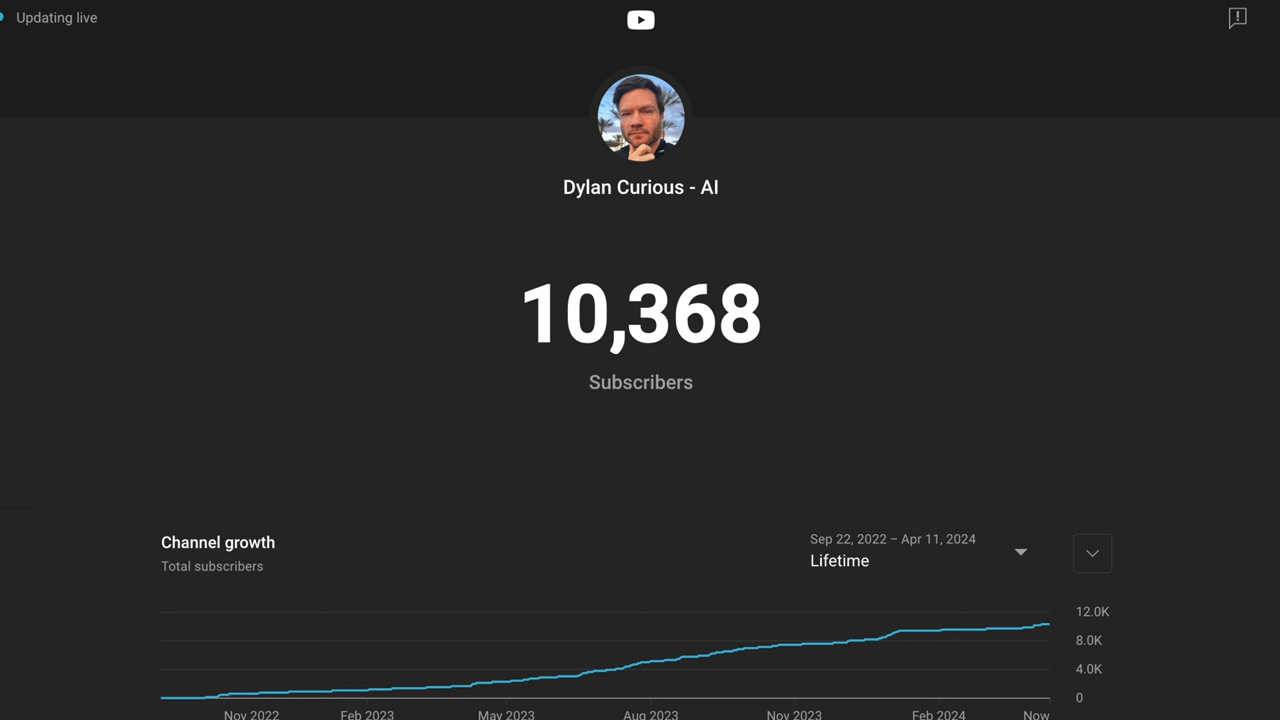 Updating live
Dylan Curious - AI
10,368
Subscribers
Channel growth
Total subscribers
Sep 22, 2022 – Apr 11, 2024
Lifetime
12.0K
8.0K
4.0K
0
Nov 2022 Feb 2023 May 2023 Aug 2023 Nov 2023 Feb 2024 Now